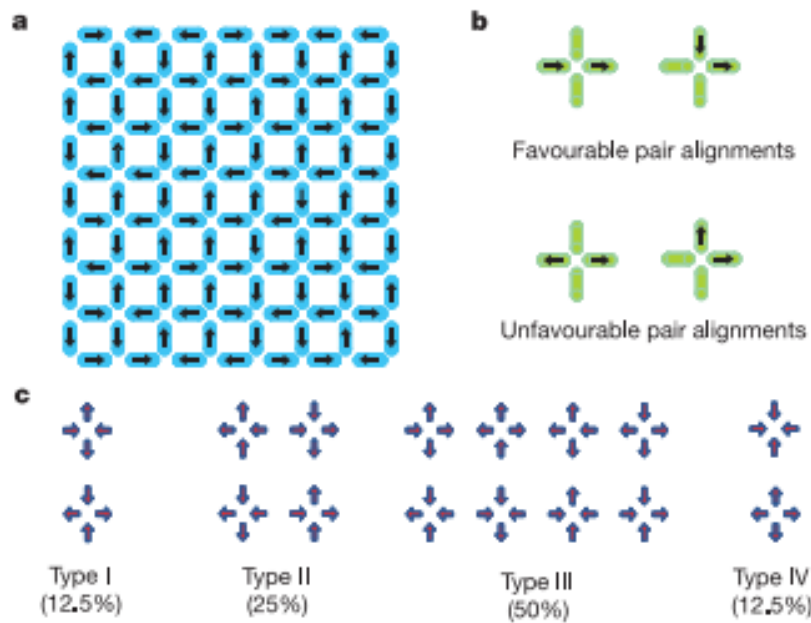 a
b
Favourable pair alignments
Unfavourable pair alignments
c
Type I
(12.5%)
Type II
(25%)
Type III
(50%)
Type IV
(12.5%)